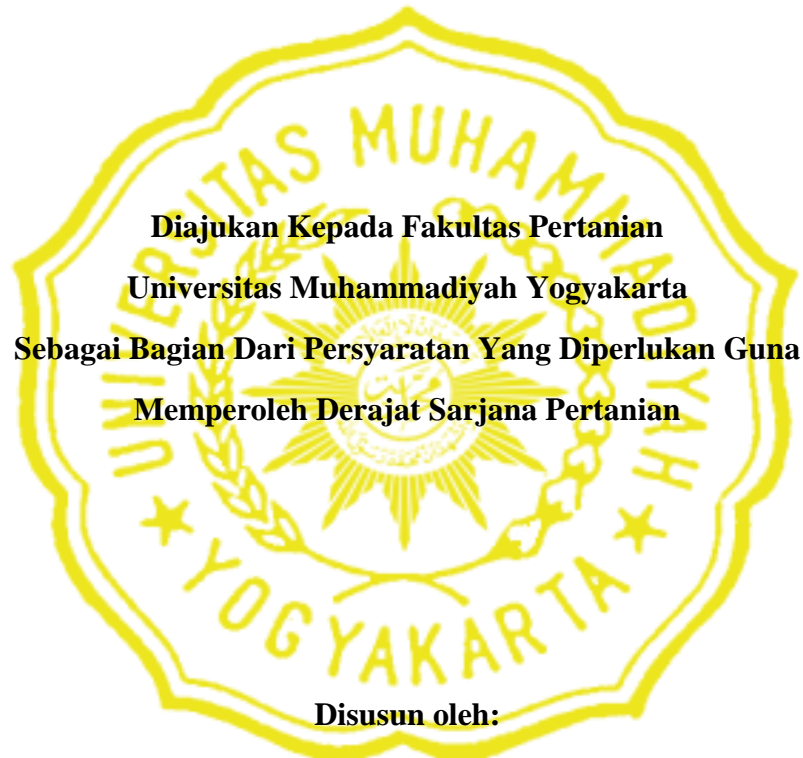 UNIVERSITAS MUHAMMADIYAH
Diajukan Kepada Fakultas Pertanian
Universitas Muhammadiyah Yogyakarta
Sebagai Bagian Dari Persyaratan Yang Diperlukan Guna
Memperoleh Derajat Sarjana Pertanian
★ YOGYAKARTA ★
Disusun oleh: